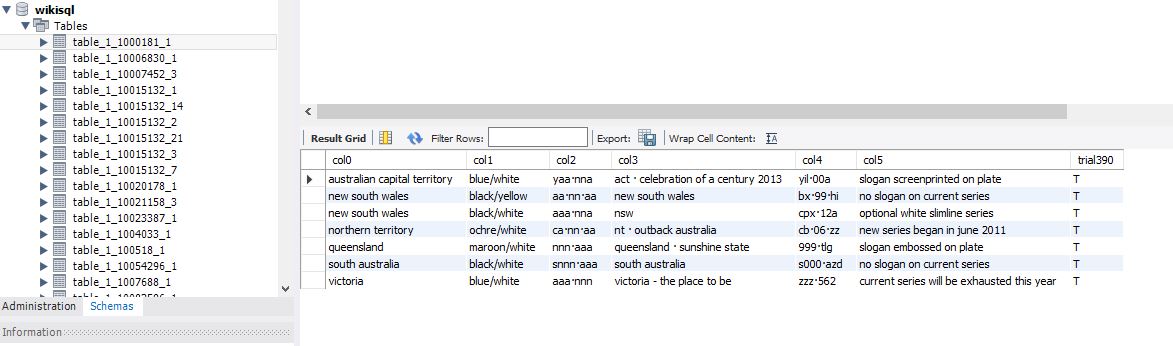 wikisql
Tables
table_1_1000181_1
table_1_10006830_1
table_1_10007452_3
table_1_10015132_1
table_1_10015132_14
table_1_10015132_2
table_1_10015132_21
table_1_10015132_3
table_1_10015132_7
table_1_10020178_1
table_1_10021158_3
table_1_10023387_1
table_1_1004033_1
table_1_100518_1
table_1_10054296_1
table_1_1007688_1
Administration Schemas
Information
Result Grid Filter Rows: Export: Wrap Cell Content:
col0 col1 col2 col3 col4 col5 trial390
australian capital territory blue/white yaa·nna act · celebration of a century 2013 yil·00a slogan screenprinted on plate T
new south wales black/yellow aa·nn·aa new south wales bx·99·hi no slogan on current series T
new south wales black/white aaa·nna nsw cpx·12a optional white slimline series T
northern territory ochre/white ca·nn·aa nt · outback australia cb·06·zz new series began in june 2011 T
queensland maroon/white nnn·aaa queensland · sunshine state 999·tlg slogan embossed on plate T
south australia black/white snnn·aaa south australia s000·azd no slogan on current series T
victoria blue/white aaa·nnn victoria - the place to be zzz·562 current series will be exhausted this year T